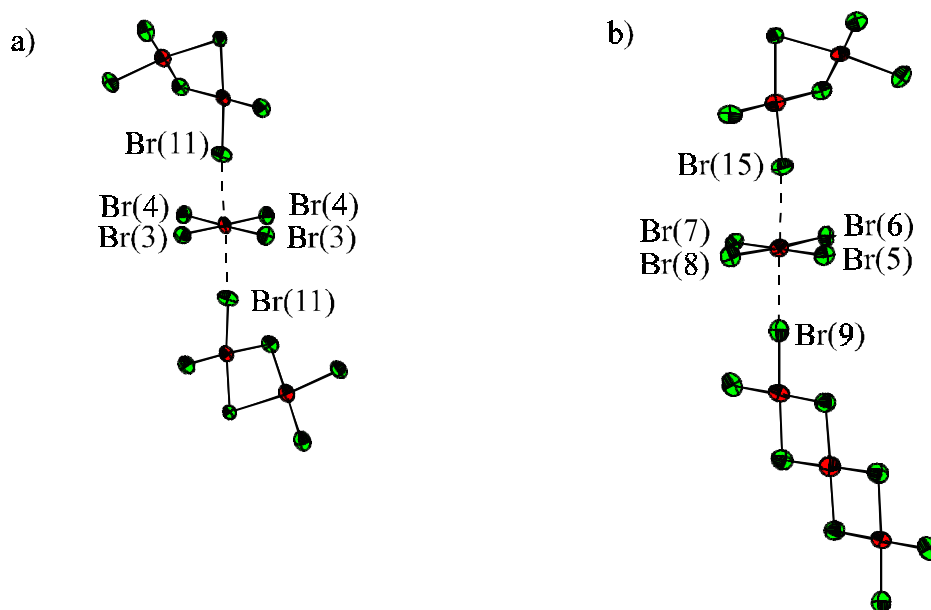 a)
Br(11)
Br(4) Br(4)
Br(3) Br(3)
Br(11)
b)
Br(15)
Br(7) Br(6)
Br(8) Br(5)
Br(9)